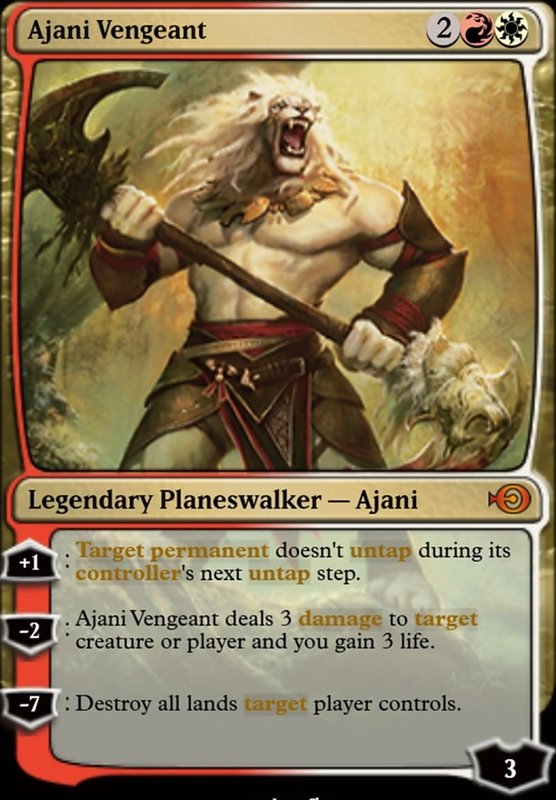 Ajani Vengeant 2
Legendary Planeswalker — Ajani
+1 : Target permanent doesn't untap during its
controller's next untap step.
-2 : Ajani Vengeant deals 3 damage to target
creature or player and you gain 3 life.
-7 : Destroy all lands target player controls.
3